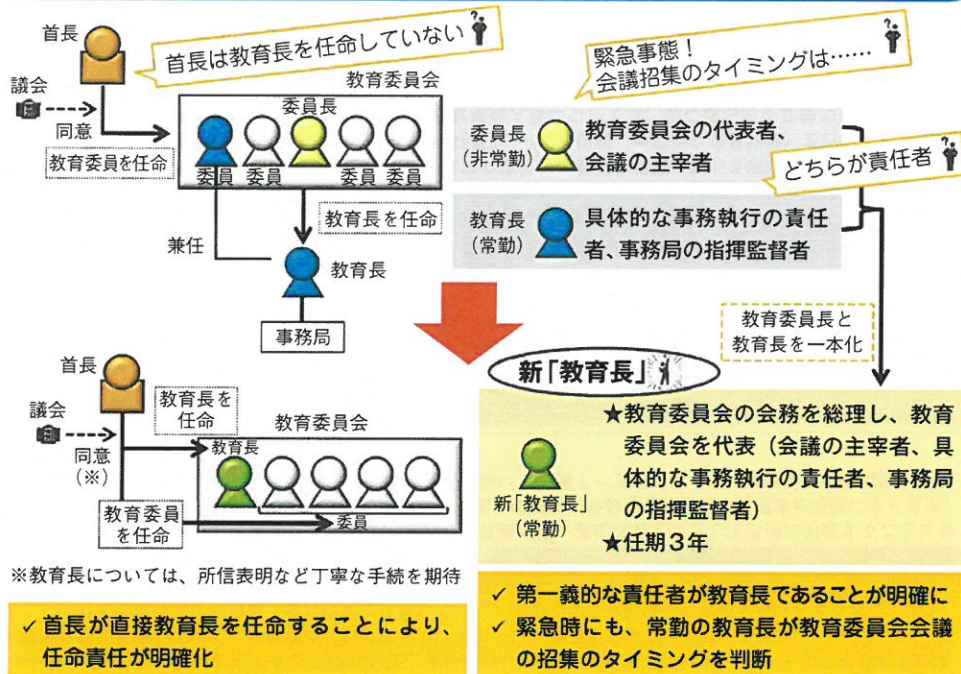 首長
首長は教育長を任命していない
議会
同意
教育委員を任命
教育委員会
委員長
委員
委員
委員
委員
教育長を任命
兼任
教育長
事務局
緊急事態！
会議招集のタイミングは……
委員長
（非常勤）
教育委員会の代表者、
会議の主宰者
どちらが責任者
教育長
（常勤）
具体的な事務執行の責任
者、事務局の指揮監督者
教育委員長と
教育長を一本化
首長
教育長を
任命
議会
同意
（※）
教育委員会
教育長
教育委員
を任命
委員
※教育長については、所信表明など丁寧な手続を期待
✓ 首長が直接教育長を任命することにより、
任命責任が明確化
新「教育長」
★教育委員会の会務を総理し、教育
委員会を代表（会議の主宰者、具
体的な事務執行の責任者、事務局
の指揮監督者）
★任期３年
新「教育長」
（常勤）
✓ 第一義的な責任者が教育長であることが明確に
✓ 緊急時にも、常勤の教育長が教育委員会会議
の招集のタイミングを判断